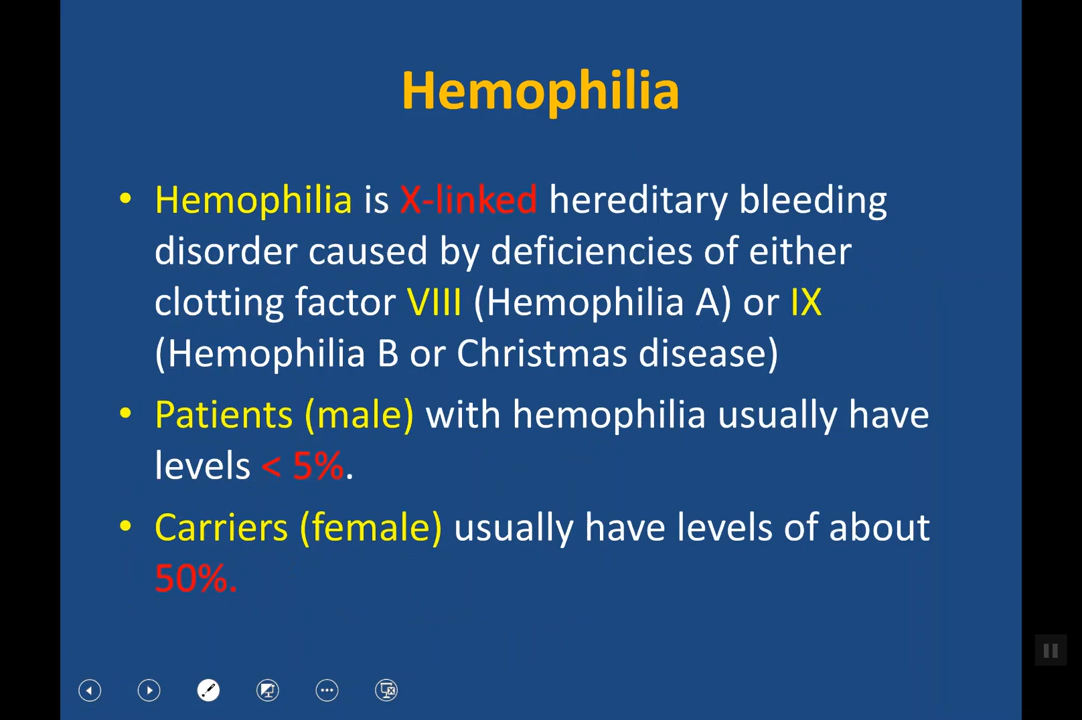 Hemophilia
• Hemophilia is X-linked hereditary bleeding
disorder caused by deficiencies of either
clotting factor VIII (Hemophilia A) or IX
(Hemophilia B or Christmas disease)
• Patients (male) with hemophilia usually have
levels < 5%.
• Carriers (female) usually have levels of about
50%.